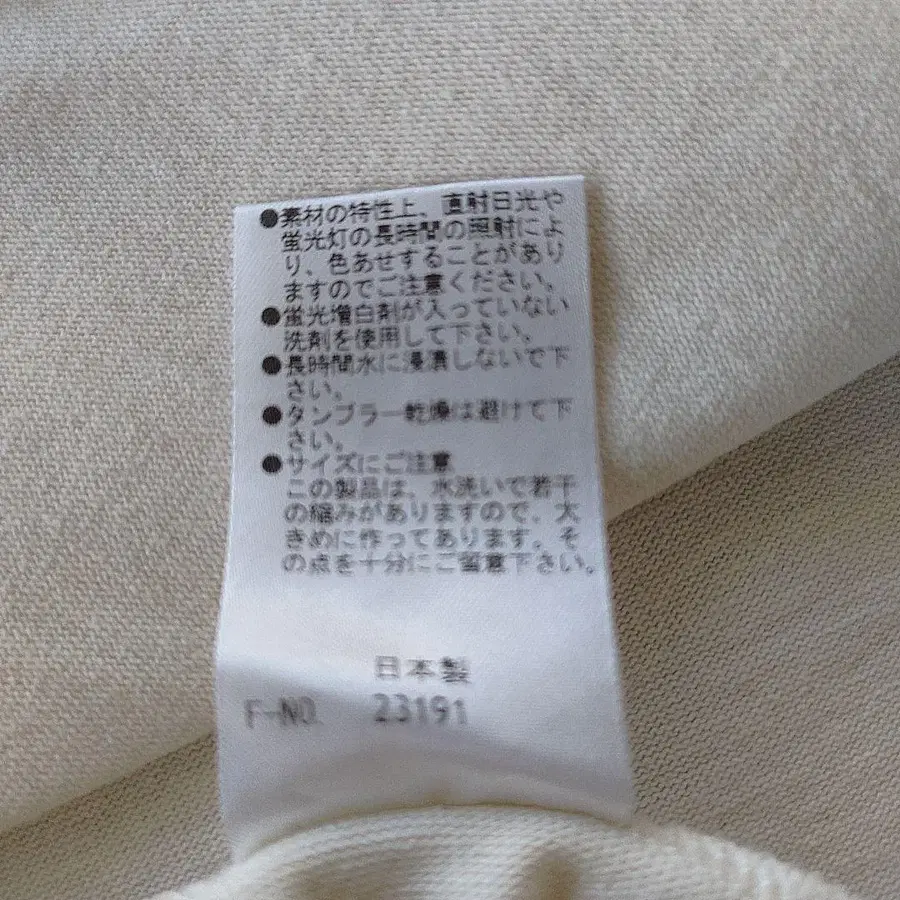 ●素材の特性上、直射日光や
蛍光灯の長時間の照射によ
り、色あせすることがあり
ますのでご注意ください。
●蛍光増白剤が入っていない
洗剤を使用して下さい。
●長時間水に浸漬しないで下
さい。
●タンブラー乾燥は避けて下
さい。
●サイズにご注意
この製品は、水洗いで若干
の縮みがありますので、大
きめに作ってあります。そ
の点を十分にご留意下さい。
日本製
F-NO. 23191